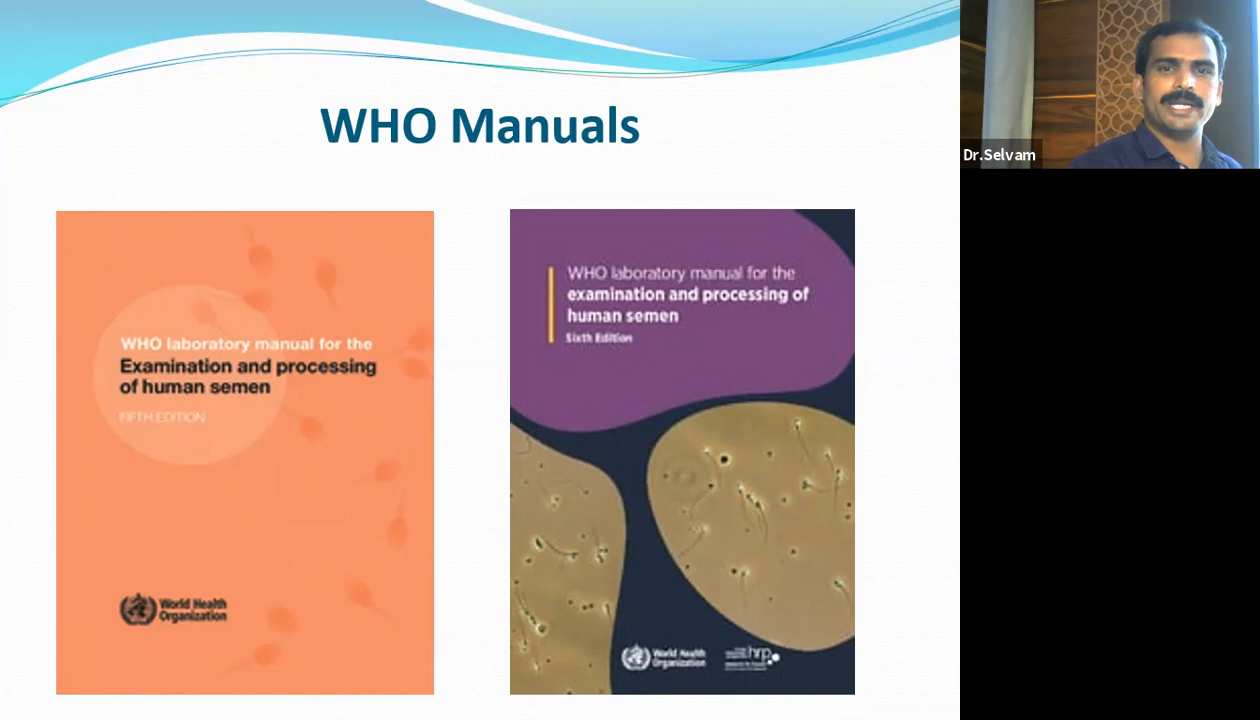 WHO Manuals
Dr.Selvam
WHO laboratory manual for the
Examination and processing
of human semen
FIFTH EDITION
World Health
Organization
WHO laboratory manual for the
examination and processing of
human semen
Sixth Edition
World Health
Organization
hrp